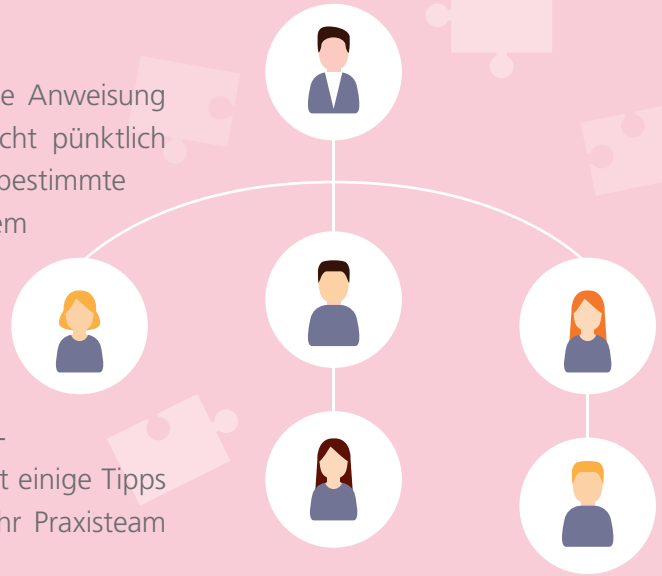 e Anweisung
cht pünktlich
bestimmte
em
-
t einige Tipps
hr Praxisteam